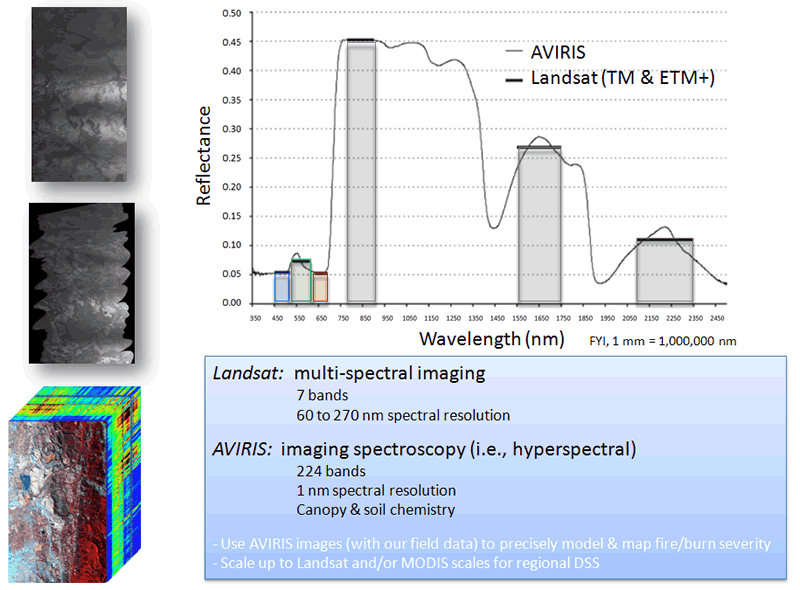 0.50
0.45
0.40
0.35
0.30
0.25
0.20
0.15
0.10
0.05
0.00
Reflectance
AVIRIS
Landsat (TM & ETM+)
350 450 550 650 750 850 950 1050 1150 1250 1350 1450 1550 1650 1750 1850 1950 2050 2150 2250 2350 2450
Wavelength (nm) FYI, 1 mm = 1,000,000 nm
Landsat: multi-spectral imaging
7 bands
60 to 270 nm spectral resolution
AVIRIS: imaging spectroscopy (i.e., hyperspectral)
224 bands
1 nm spectral resolution
Canopy & soil chemistry
- Use AVIRIS images (with our field data) to precisely model & map fire/burn severity
- Scale up to Landsat and/or MODIS scales for regional DSS